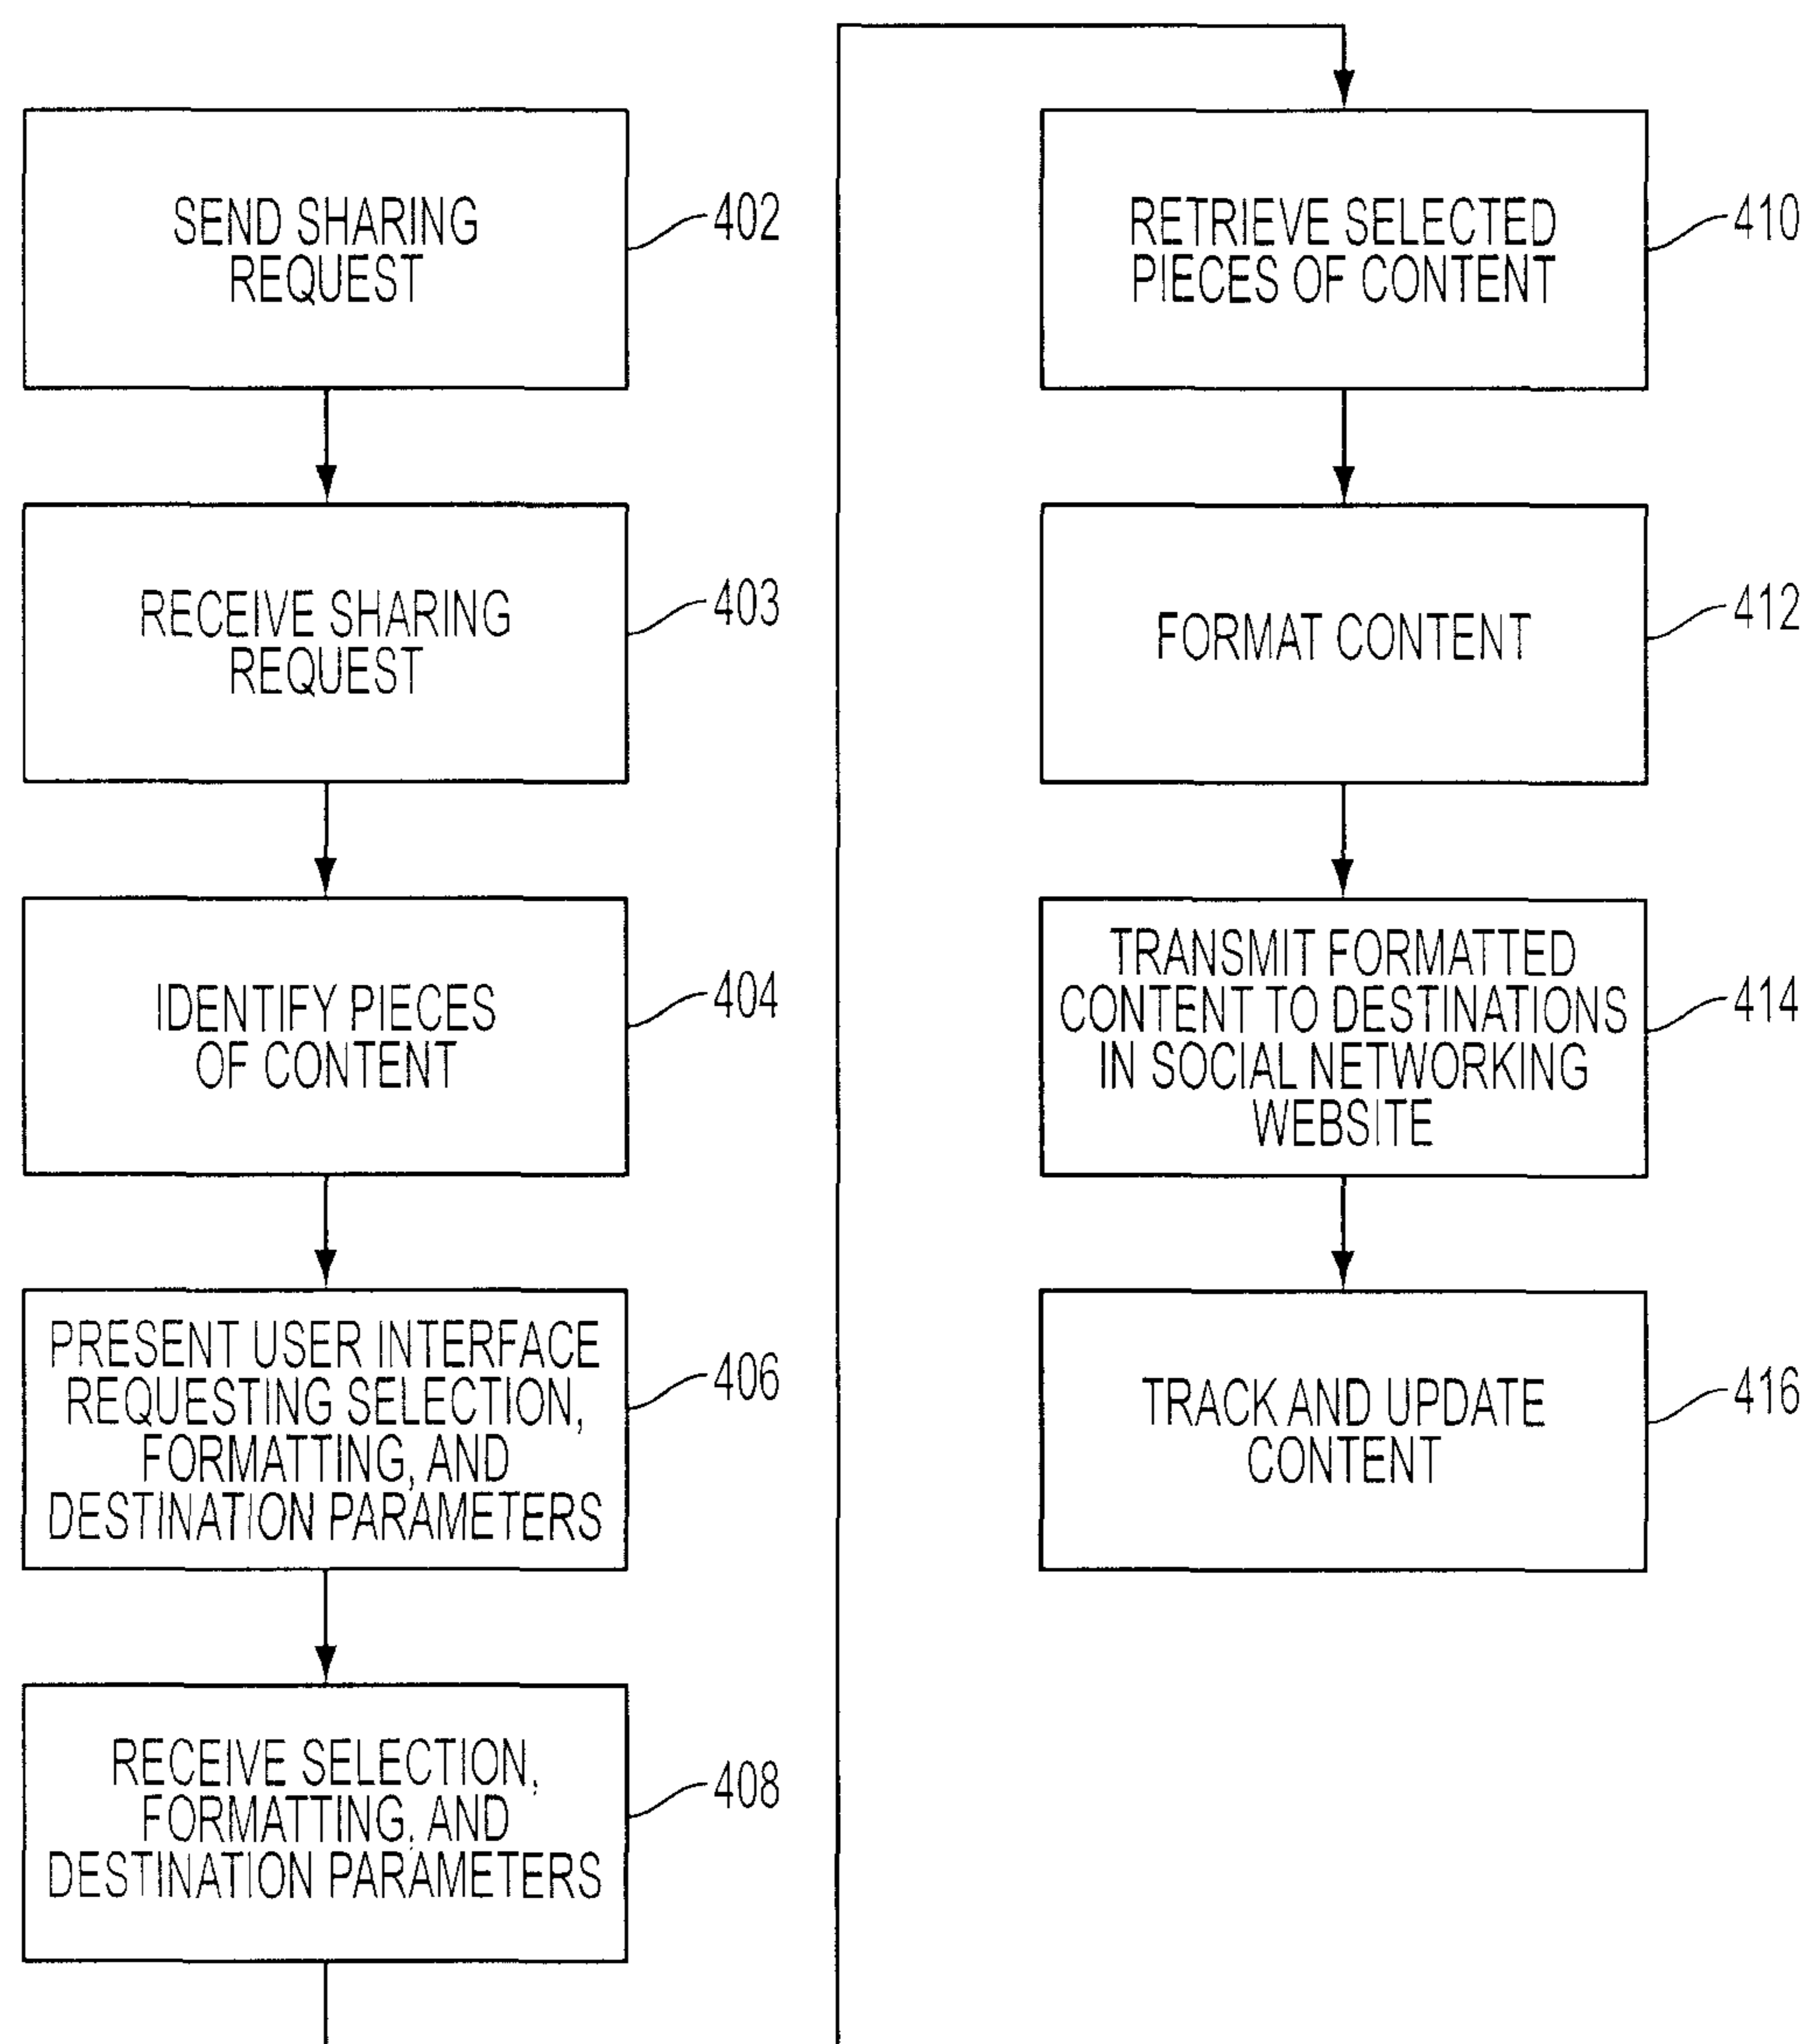 SEND SHARING
REQUEST
402
RECEIVE SHARING
REQUEST
403
IDENTIFY PIECES
OF CONTENT
404
PRESENT USER INTERFACE
REQUESTING SELECTION,
FORMATTING, AND
DESTINATION PARAMETERS
406
RECEIVE SELECTION,
FORMATTING, AND
DESTINATION PARAMETERS
408
RETRIEVE SELECTED
PIECES OF CONTENT
410
FORMAT CONTENT
412
TRANSMIT FORMATTED
CONTENT TO DESTINATIONS
IN SOCIAL NETWORKING
WEBSITE
414
TRACK AND UPDATE
CONTENT
416